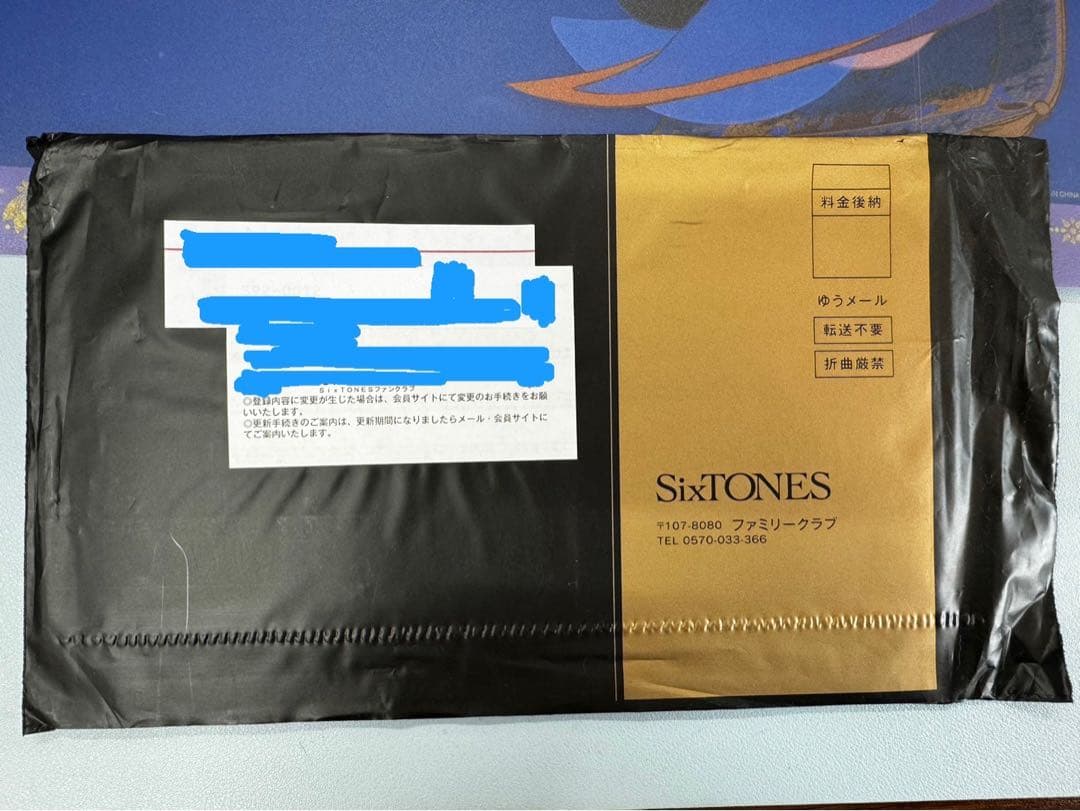 SixTONESファンクラブ
◎登録内容に変更が生じた場合は、会員サイトにて変更のお手続きをお願
いいたします。
◎更新手続きのご案内は、更新期間になりましたらメール・会員サイトに
てご案内いたします。
料金後納
ゆうメール
転送不要
折曲厳禁
SixTONES
〒107-8080 ファミリークラブ
TEL 0570-033-366
IN CHINA